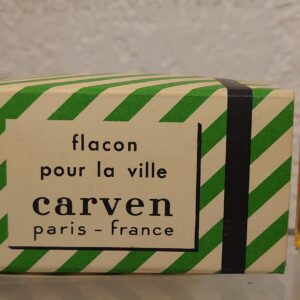 flacon
pour la ville
carven
paris - france